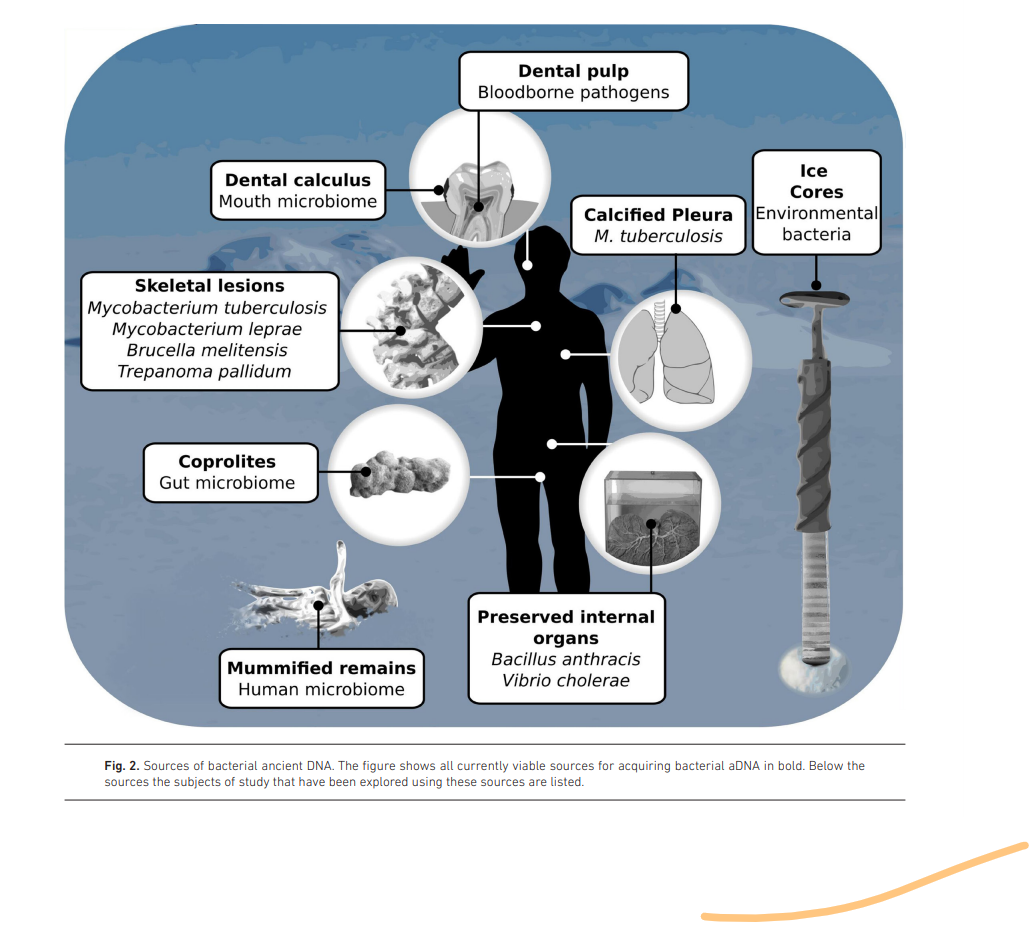 Dental pulp
Bloodborne pathogens
Dental calculus
Mouth microbiome
Ice
Cores
Environmental
bacteria
Calcified Pleura
M. tuberculosis
Skeletal lesions
Mycobacterium tuberculosis
Mycobacterium leprae
Brucella melitensis
Trepanoma pallidum
Coprolites
Gut microbiome
Preserved internal
organs
Bacillus anthracis
Vibrio cholerae
Mummified remains
Human microbiome
Fig. 2. Sources of bacterial ancient DNA. The figure shows all currently viable sources for acquiring bacterial aDNA in bold. Below the
sources the subjects of study that have been explored using these sources are listed.